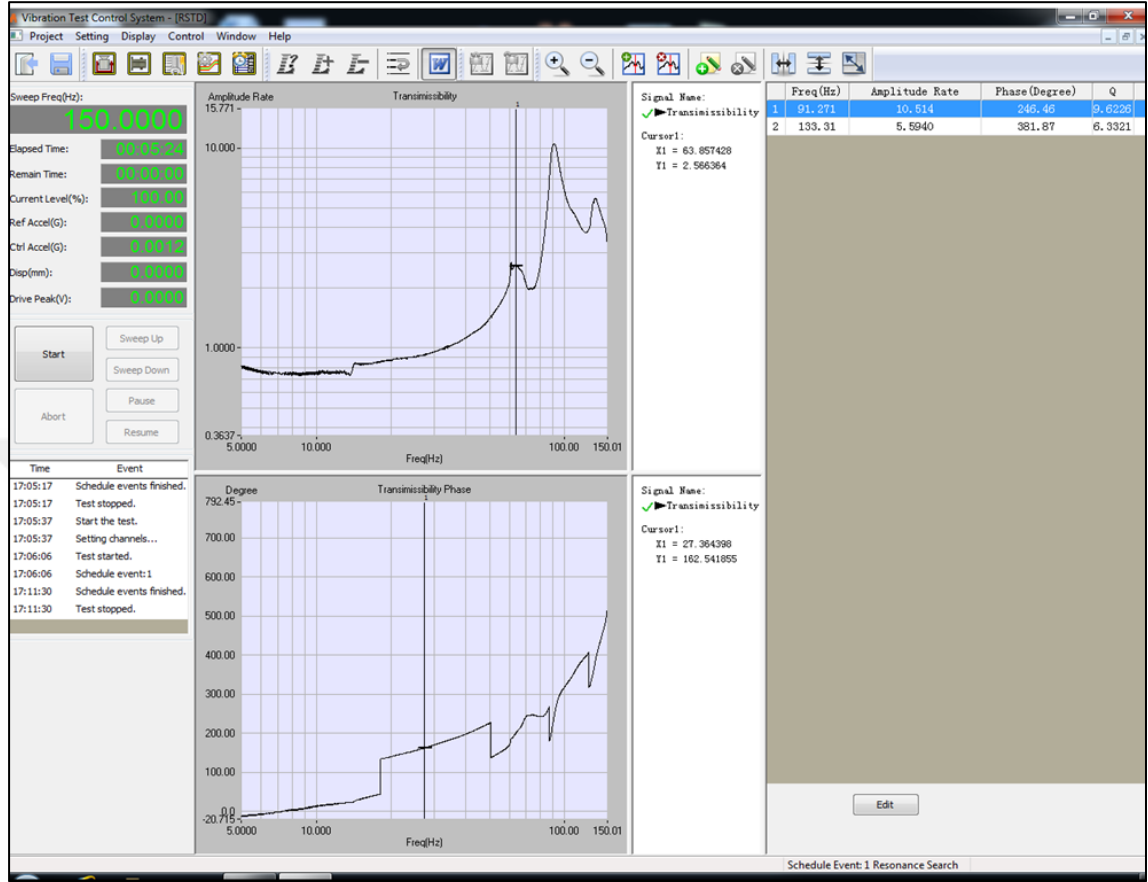 Vibration Test Control System - [RSTD]
Project Setting Display Control Window Help
Sweep Freq(Hz):
150.0000
Elapsed Time: 00:05:24
Remain Time: 00:00:00
Current Level(%): 100.00
Ref Accel(G): 0.0000
Ctrl Accel(G): 0.0012
Disp(mm): 0.0000
Drive Peak(V): 0.0000
Start
Sweep Up
Sweep Down
Abort
Pause
Resume
Time Event
17:05:17 Schedule events finished.
17:05:17 Test stopped.
17:05:37 Start the test.
17:05:37 Setting channels...
17:06:06 Test started.
17:06:06 Schedule event:1
17:11:30 Schedule events finished.
17:11:30 Test stopped.
Amplitude Rate Transimissibility
1
15.771
10.000
1.0000
0.3637
5.0000 10.000 100.00 150.01
Freq(Hz)
Signal Name:
Transimissibility
Cursor1:
X1 = 63.857428
Y1 = 2.566364
Degree Transimissibility Phase
1
792.45
700.00
600.00
500.00
400.00
300.00
200.00
100.00
0.0
-20.715
5.0000 10.000 100.00 150.01
Freq(Hz)
Signal Name:
Transimissibility
Cursor1:
X1 = 27.364398
Y1 = 162.541855
Freq(Hz) Amplitude Rate Phase(Degree) Q
1 91.271 10.514 246.46 9.6226
2 133.31 5.5940 381.87 6.3321
Edit
Schedule Event: 1 Resonance Search